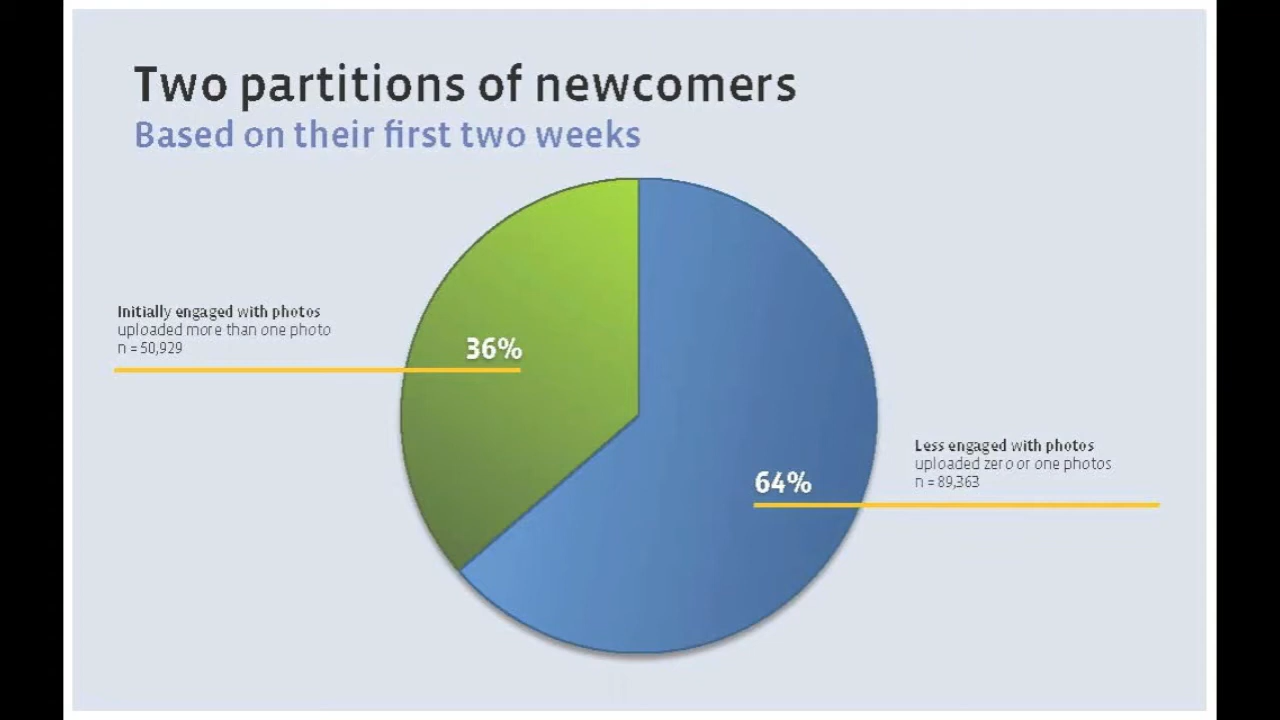 Two partitions of newcomers
Based on their first two weeks
Initially engaged with photos
uploaded more than one photo
n = 50,929
36%
Less engaged with photos
uploaded zero or one photos
n = 89,363
64%